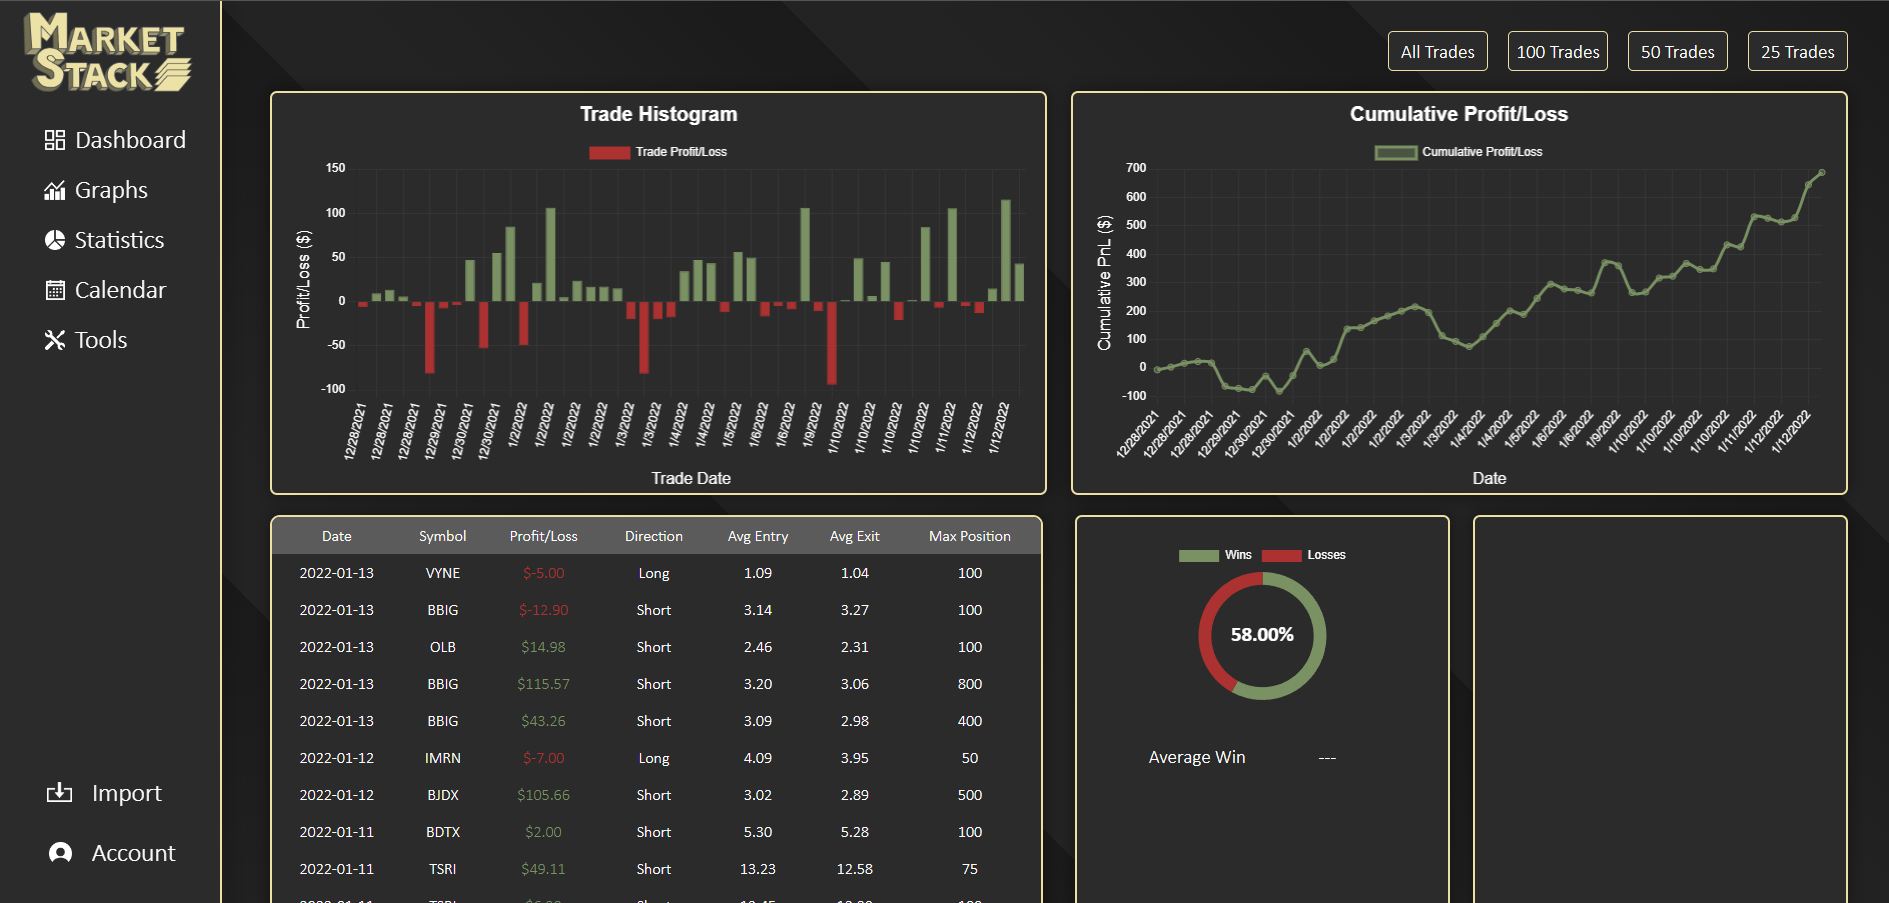 MARKET
STACK
Dashboard
Graphs
Statistics
Calendar
Tools
Import
Account
All Trades 100 Trades 50 Trades 25 Trades
Trade Histogram
Trade Profit/Loss
Profit/Loss ($)
150
100
50
0
-50
-100
12/28/2021 12/28/2021 12/28/2021 12/29/2021 12/30/2021 12/30/2021 1/2/2022 1/2/2022 1/2/2022 1/2/2022 1/3/2022 1/3/2022 1/4/2022 1/4/2022 1/5/2022 1/6/2022 1/6/2022 1/9/2022 1/10/2022 1/10/2022 1/10/2022 1/10/2022 1/11/2022 1/12/2022 1/12/2022
Trade Date
Cumulative Profit/Loss
Cumulative Profit/Loss
Cumulative PnL ($)
700
600
500
400
300
200
100
0
-100
12/28/2021 12/28/2021 12/28/2021 12/29/2021 12/30/2021 12/30/2021 1/2/2022 1/2/2022 1/2/2022 1/2/2022 1/3/2022 1/3/2022 1/4/2022 1/4/2022 1/5/2022 1/6/2022 1/6/2022 1/9/2022 1/10/2022 1/10/2022 1/10/2022 1/10/2022 1/11/2022 1/12/2022 1/12/2022
Date
Date Symbol Profit/Loss Direction Avg Entry Avg Exit Max Position
2022-01-13 VYNE $-5.00 Long 1.09 1.04 100
2022-01-13 BBIG $-12.90 Short 3.14 3.27 100
2022-01-13 OLB $14.98 Short 2.46 2.31 100
2022-01-13 BBIG $115.57 Short 3.20 3.06 800
2022-01-13 BBIG $43.26 Short 3.09 2.98 400
2022-01-12 IMRN $-7.00 Long 4.09 3.95 50
2022-01-12 BJDX $105.66 Short 3.02 2.89 500
2022-01-11 BDTX $2.00 Short 5.30 5.28 100
2022-01-11 TSRI $49.11 Short 13.23 12.58 75
Wins Losses
58.00%
Average Win ---